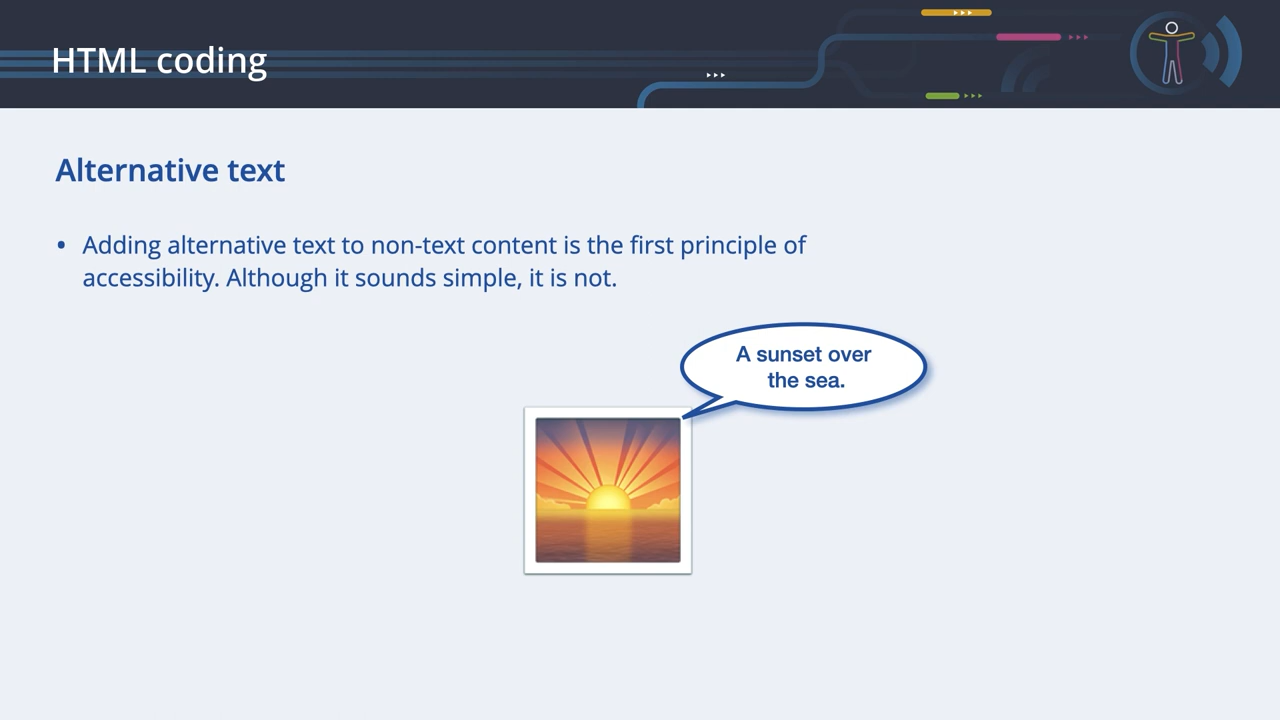 HTML coding
Alternative text
• Adding alternative text to non-text content is the first principle of
accessibility. Although it sounds simple, it is not.
A sunset over
the sea.